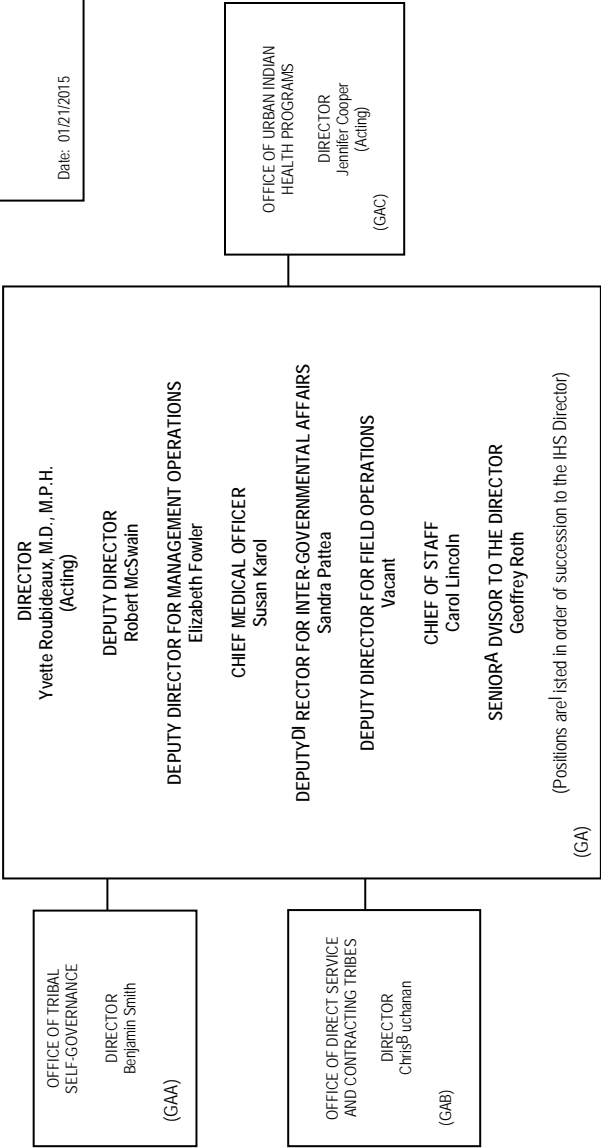 Date: 01/21/2015
DIRECTOR
Yvette Roubideaux, M.D., M.P.H.
(Acting)
DEPUTY DIRECTOR
Robert McSwain
DEPUTY DIRECTOR FOR MANAGEMENT OPERATIONS
Elizabeth Fowler
CHIEF MEDICAL OFFICER
Susan Karol
DEPUTY DIRECTOR FOR INTER-GOVERNMENTAL AFFAIRS
Sandra Pattea
DEPUTY DIRECTOR FOR FIELD OPERATIONS
Vacant
CHIEF OF STAFF
Carol Lincoln
SENIOR ADVISOR TO THE DIRECTOR
Geoffrey Roth
(Positions are listed in order of succession to the IHS Director)
(GA)
OFFICE OF TRIBAL
SELF-GOVERNANCE
DIRECTOR
Benjamin Smith
(GAA)
OFFICE OF DIRECT SERVICE
AND CONTRACTING TRIBES
DIRECTOR
Chris Buchanan
(GAB)
OFFICE OF URBAN INDIAN
HEALTH PROGRAMS
DIRECTOR
Jennifer Cooper
(Acting)
(GAC)